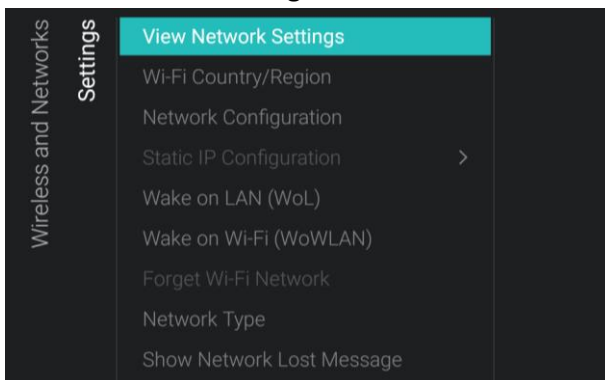 Wireless and Networks
Settings
View Network Settings
Wi-Fi Country/Region
Network Configuration
Static IP Configuration
Wake on LAN (WoL)
Wake on Wi-Fi (WoWLAN)
Forget Wi-Fi Network
Network Type
Show Network Lost Message